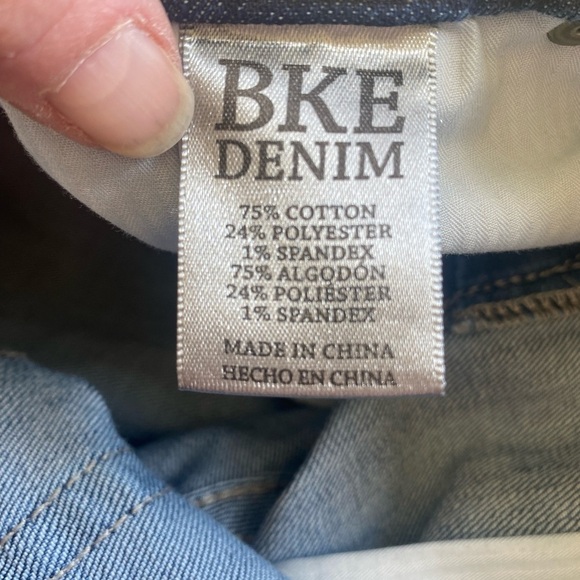 BKE
DENIM
75% COTTON
24% POLYESTER
1% SPANDEX
75% ALGODÓN
24% POLIÉSTER
1% SPANDEX
MADE IN CHINA
HECHO EN CHINA